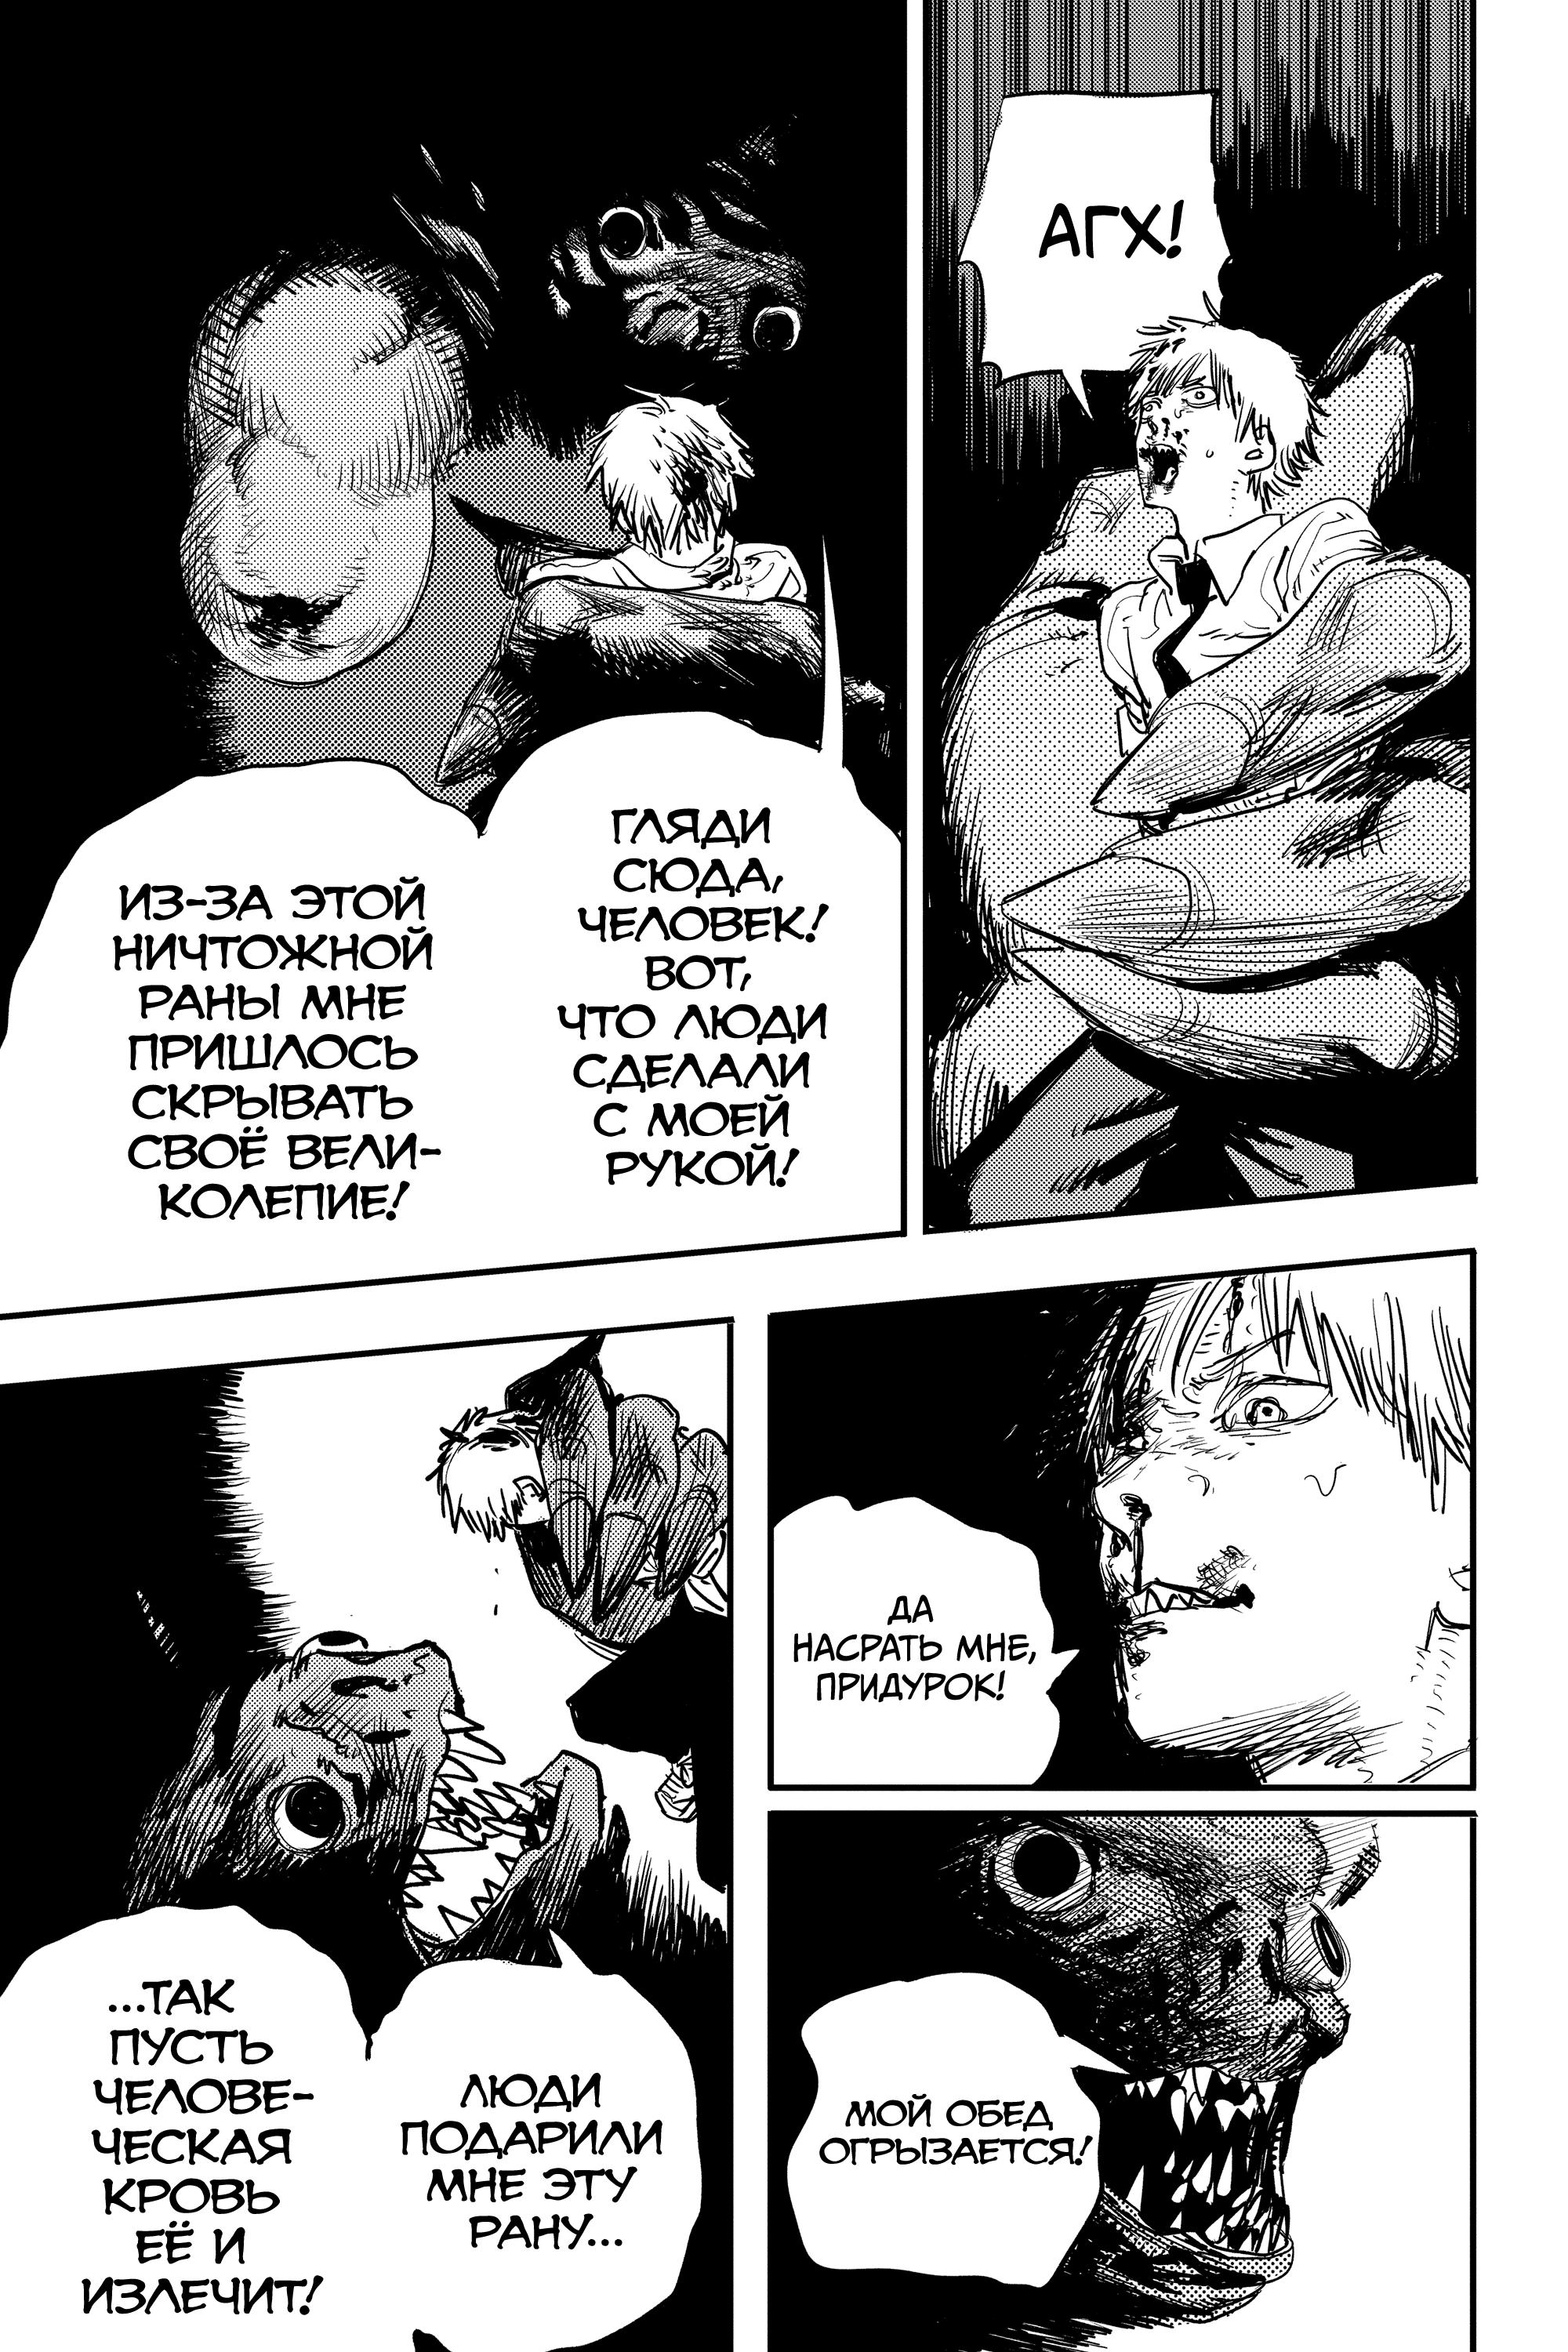 АГХ!
ГЛЯДИ
СЮДА,
ЧЕЛОВЕК!
ВОТ,
ЧТО ЛЮДИ
СДЕЛАЛИ
С МОЕЙ
РУКОЙ!
ИЗ-ЗА ЭТОЙ
НИЧТОЖНОЙ
РАНЫ МНЕ
ПРИШЛОСЬ
СКРЫВАТЬ
СВОЁ ВЕЛИ-
КОЛЕПИЕ!
ДА
НАСРАТЬ МНЕ,
ПРИДУРОК!
МОЙ ОБЕД
ОГРЫЗАЕТСЯ!
ЛЮДИ
ПОДАРИЛИ
МНЕ ЭТУ
РАНУ...
...ТАК
ПУСТЬ
ЧЕЛОВЕ-
ЧЕСКАЯ
КРОВЬ
ЕЁ И
ИЗЛЕЧИТ!